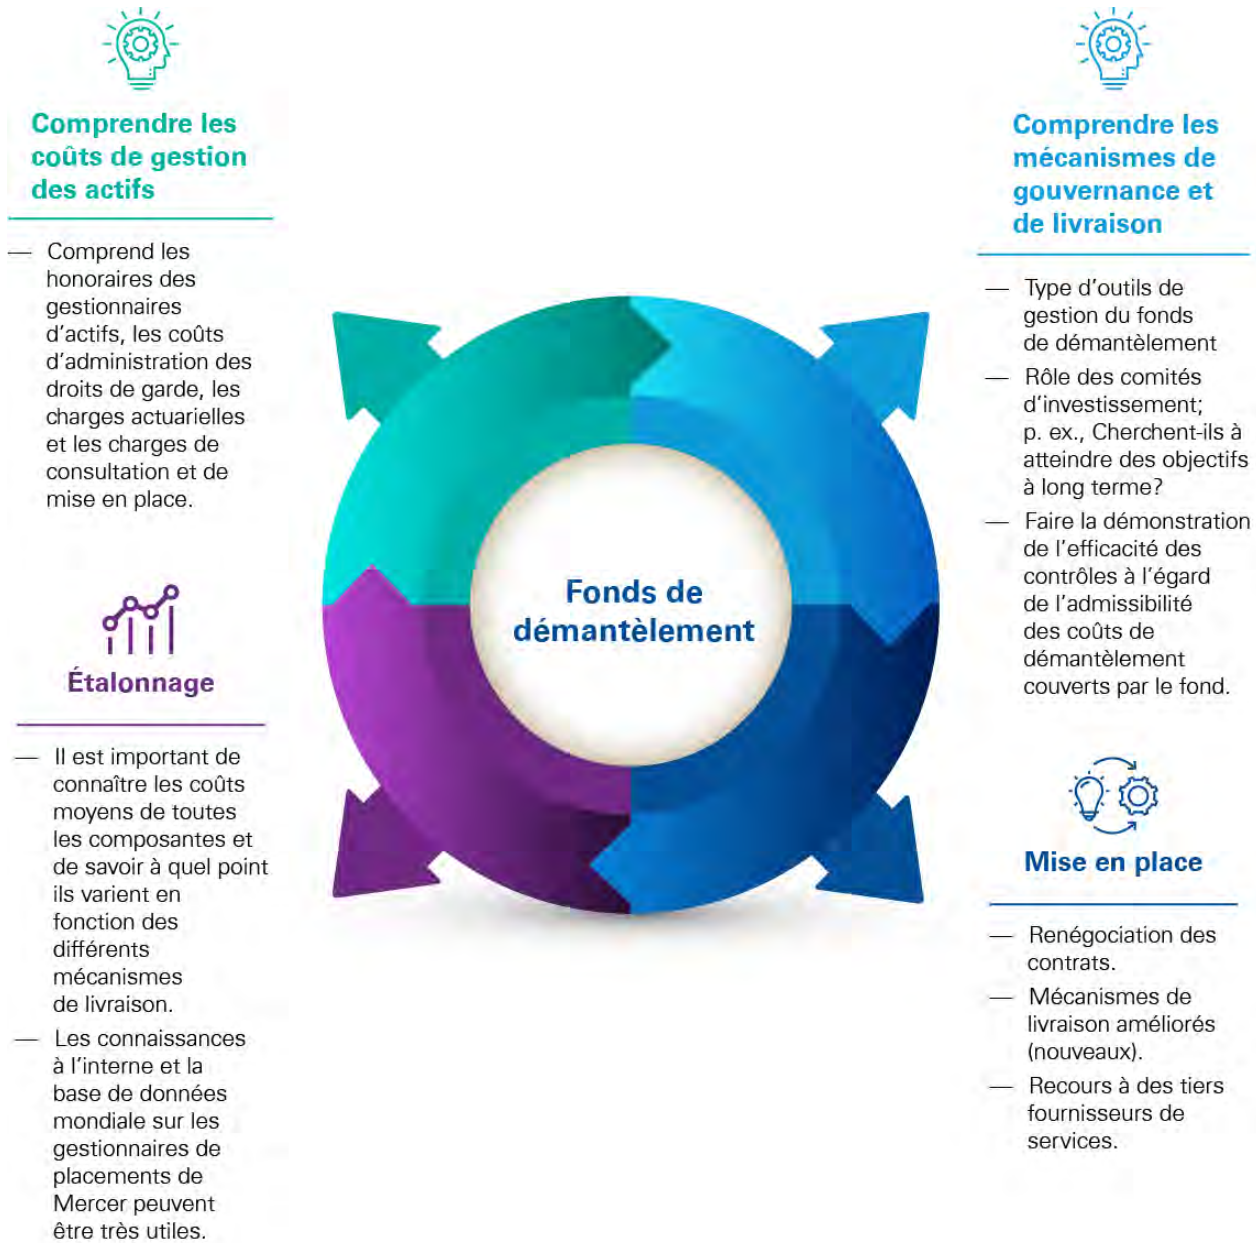 Comprendre les
coûts de gestion
des actifs
— Comprend les
honoraires des
gestionnaires
d'actifs, les coûts
d'administration des
droits de garde, les
charges actuarielles
et les charges de
consultation et de
mise en place.
Comprendre les
mécanismes de
gouvernance et
de livraison
— Type d'outils de
gestion du fonds
de démantèlement
— Rôle des comités
d'investissement;
p. ex., Cherchent-ils à
atteindre des objectifs
à long terme?
— Faire la démonstration
de l'efficacité des
contrôles à l'égard
de l'admissibilité
des coûts de
démantèlement
couverts par le fond.
Fonds de
démantèlement
Étalonnage
— Il est important de
connaître les coûts
moyens de toutes
les composantes et
de savoir à quel point
ils varient en
fonction des
différents
mécanismes
de livraison.
— Les connaissances
à l'interne et la
base de données
mondiale sur les
gestionnaires de
placements de
Mercer peuvent
être très utiles.
Mise en place
— Renégociation des
contrats.
— Mécanismes de
livraison améliorés
(nouveaux).
— Recours à des tiers
fournisseurs de
services.